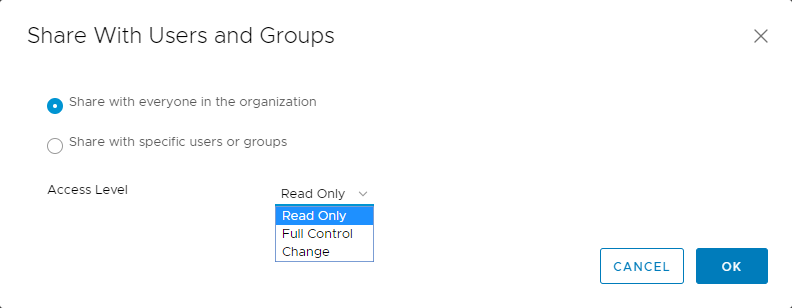 Share With Users and Groups
Share with everyone in the organization
Share with specific users or groups
Access Level
Read Only
Read Only
Full Control
Change
CANCEL
OK